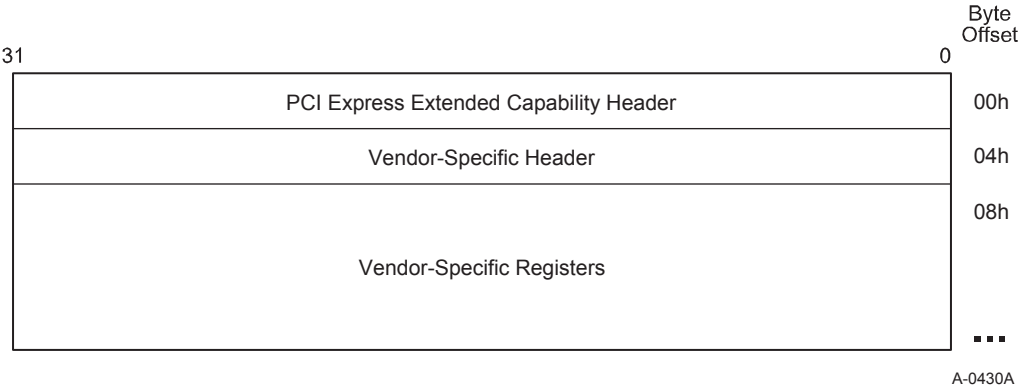 Byte
Offset
31
0
PCI Express Extended Capability Header
00h
Vendor-Specific Header
04h
08h
Vendor-Specific Registers
...
A-0430A